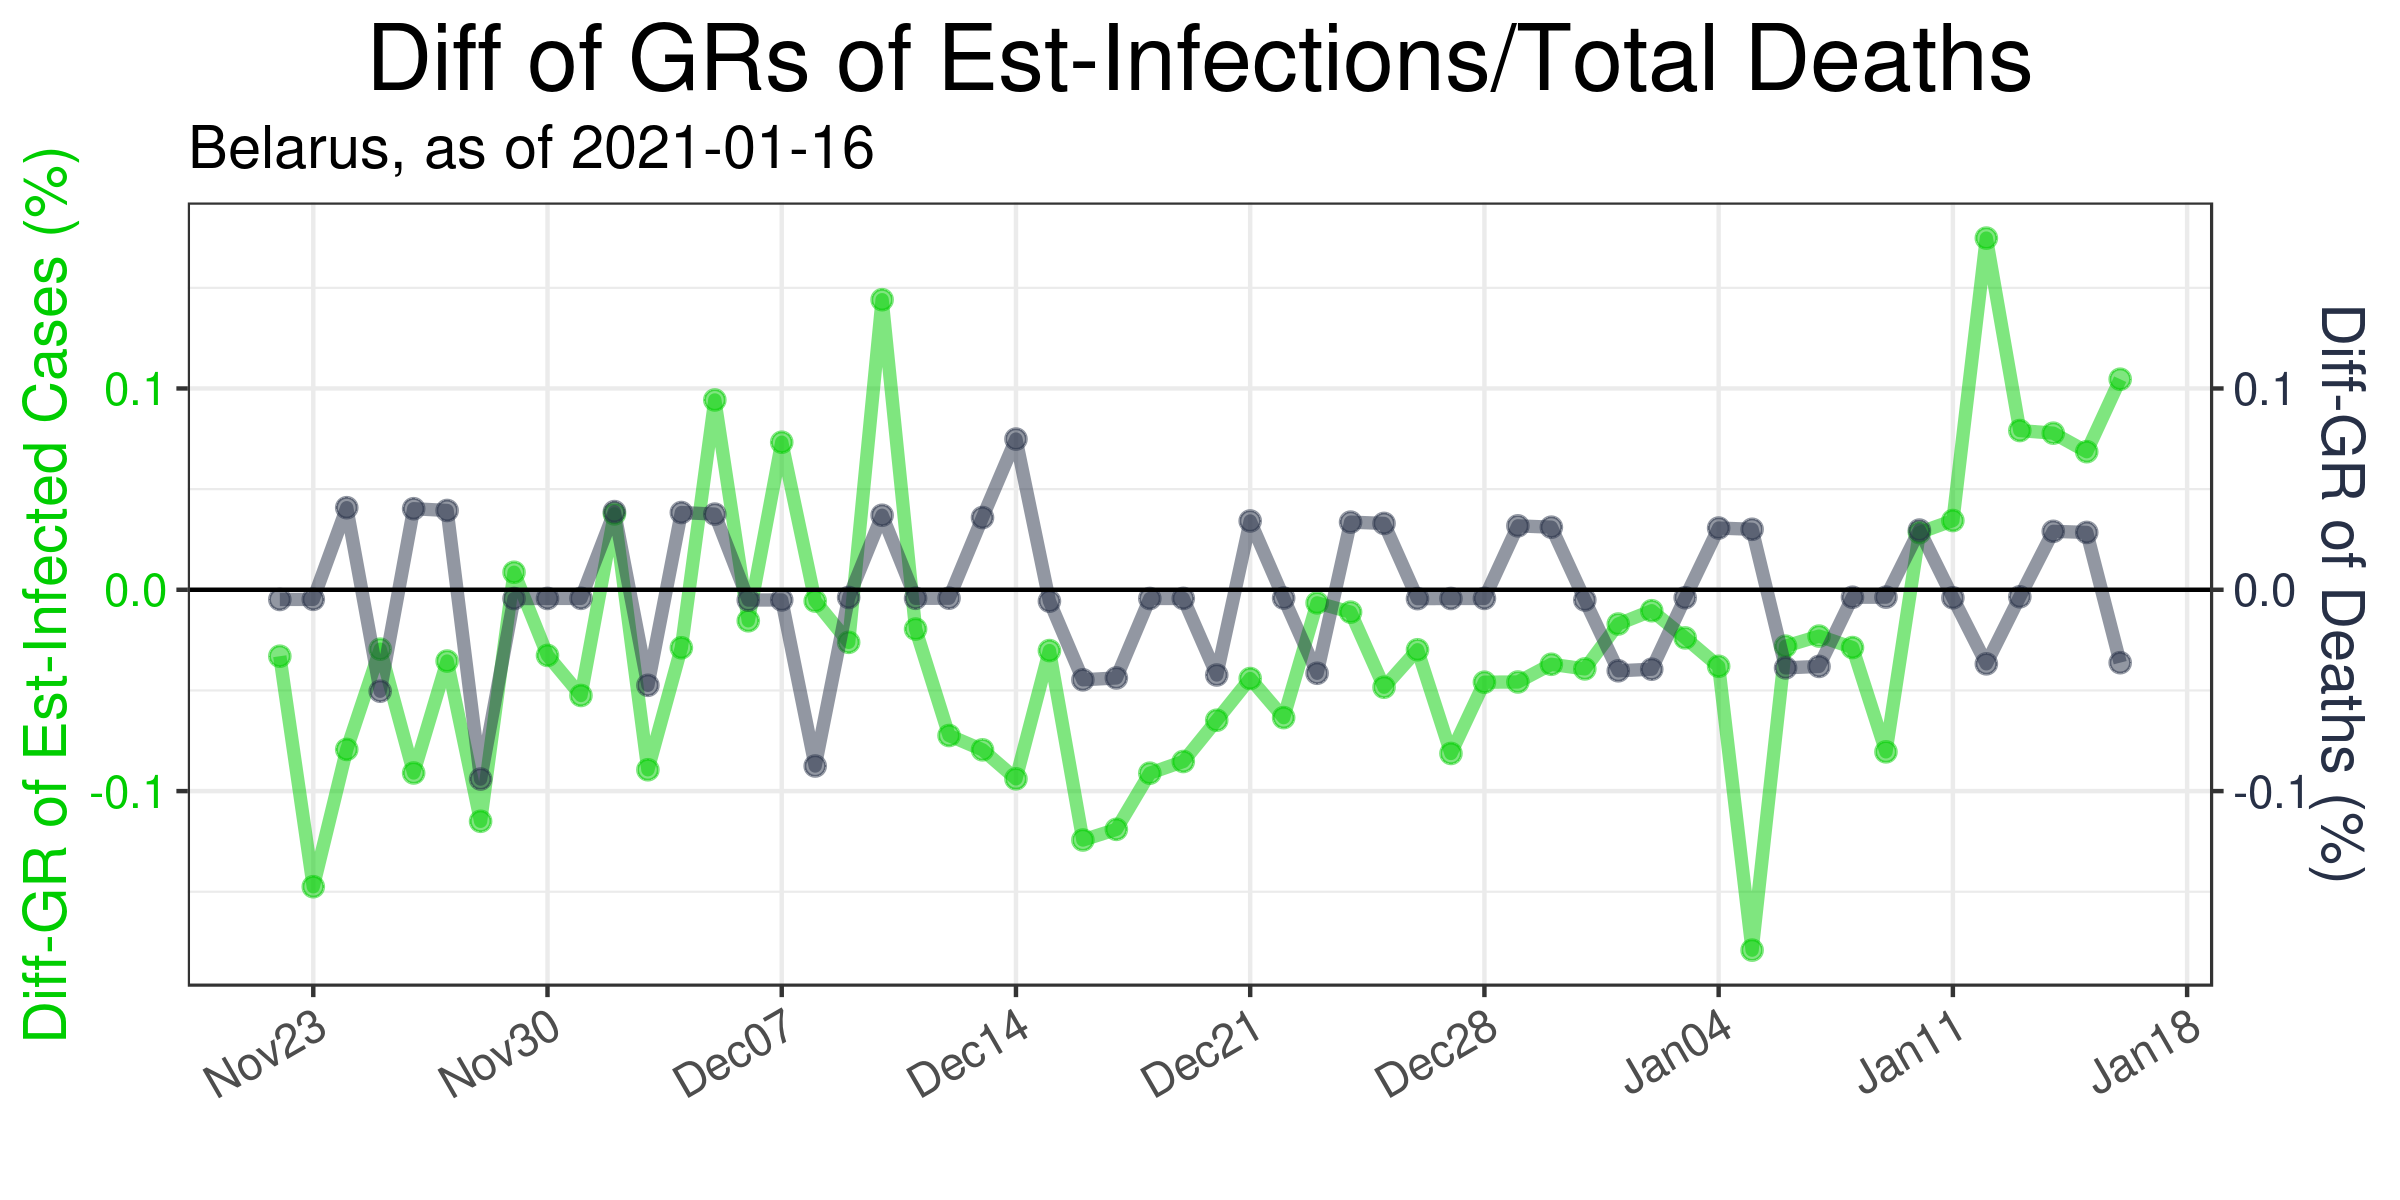 Diff of GRs of Est-Infections/Total Deaths
Belarus, as of 2021-01-16
Diff-GR of Est-Infected Cases (%)
0.1
0.0
-0.1
0.1
0.0
-0.1
Diff-GR of Deaths (%)
Nov23
Nov30
Dec07
Dec14
Dec21
Dec28
Jan04
Jan11
Jan18